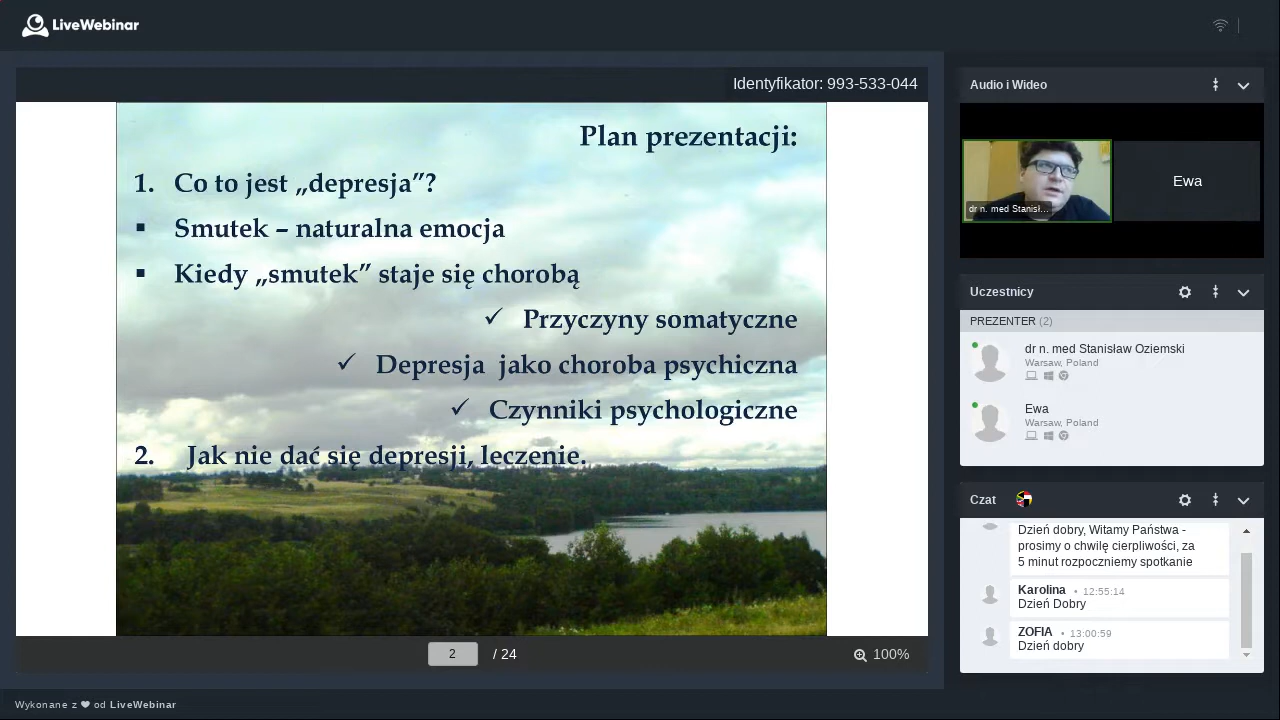 LiveWebinar
Identyfikator: 993-533-044
Plan prezentacji:
1. Co to jest „depresja”?
▪ Smutek – naturalna emocja
▪ Kiedy „smutek” staje się chorobą
✓ Przyczyny somatyczne
✓ Depresja jako choroba psychiczna
✓ Czynniki psychologiczne
2. Jak nie dać się depresji, leczenie.
2 / 24
100%
Wykonane z ❤ od LiveWebinar
Audio i Wideo
dr n. med Stanisł...
Ewa
Uczestnicy
PREZENTER (2)
dr n. med Stanisław Oziemski
Warsaw, Poland
Ewa
Warsaw, Poland
Czat
Dzień dobry, Witamy Państwa -
prosimy o chwilę cierpliwości, za
5 minut rozpoczniemy spotkanie
Karolina • 12:55:14
Dzień Dobry
ZOFIA • 13:00:59
Dzień dobry